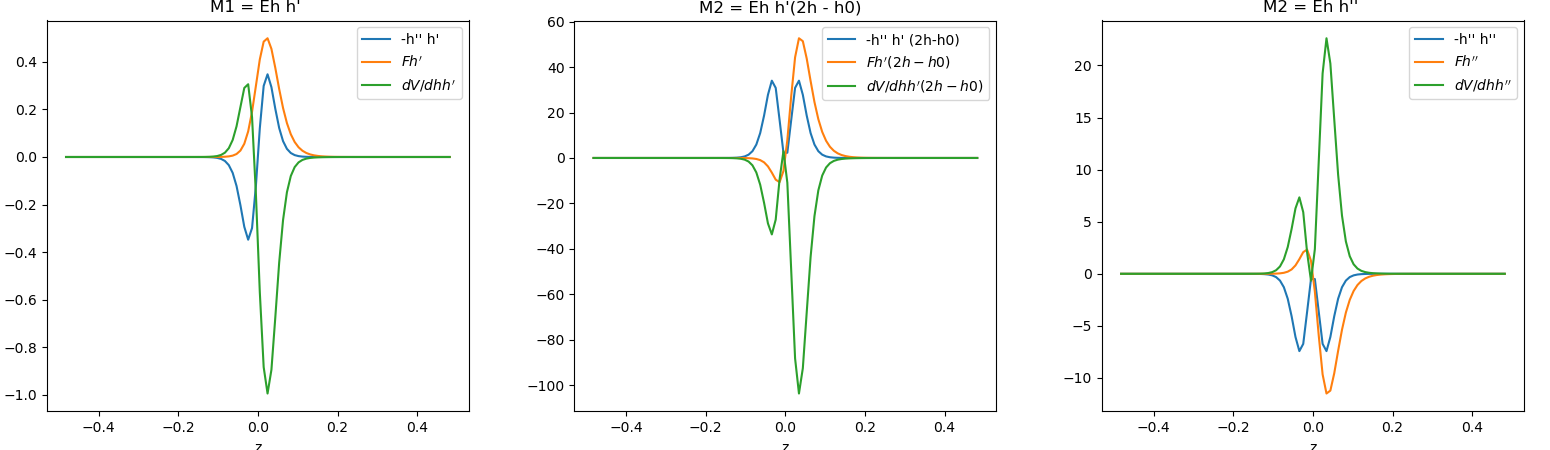 M1 = Eh h'
-h'' h'
Fh′
dV/dhh′
0.4
0.2
0.0
−0.2
−0.4
−0.6
−0.8
−1.0
−0.4
−0.2
0.0
0.2
0.4
z
M2 = Eh h'(2h - h0)
-h'' h' (2h-h0)
Fh′(2h − h0)
dV/dhh′(2h − h0)
60
40
20
0
−20
−40
−60
−80
−100
−0.4
−0.2
0.0
0.2
0.4
z
M2 = Eh h''
-h'' h''
Fh′′
dV/dhh′′
20
15
10
5
0
−5
−10
−0.4
−0.2
0.0
0.2
0.4
z